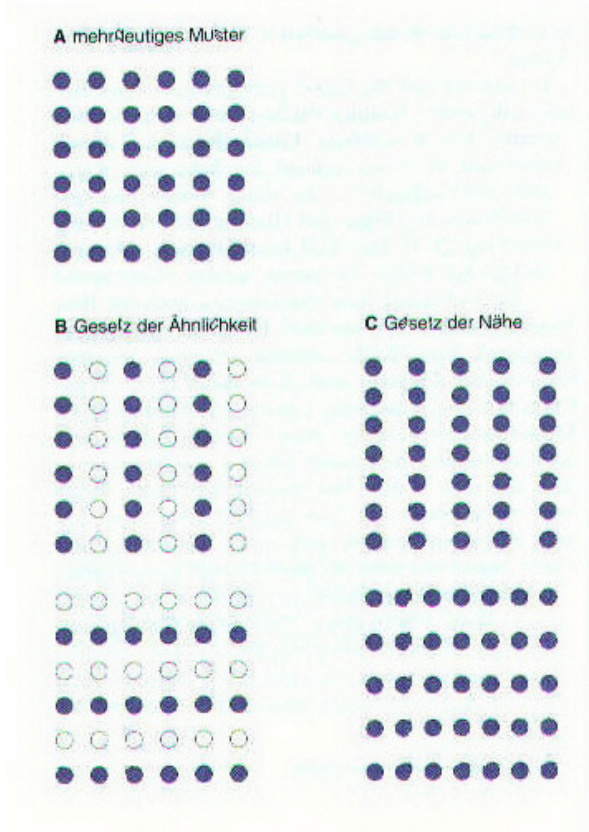 A mehrdeutiges Muster
B Gesetz der Ähnlichkeit
C Gesetz der Nähe